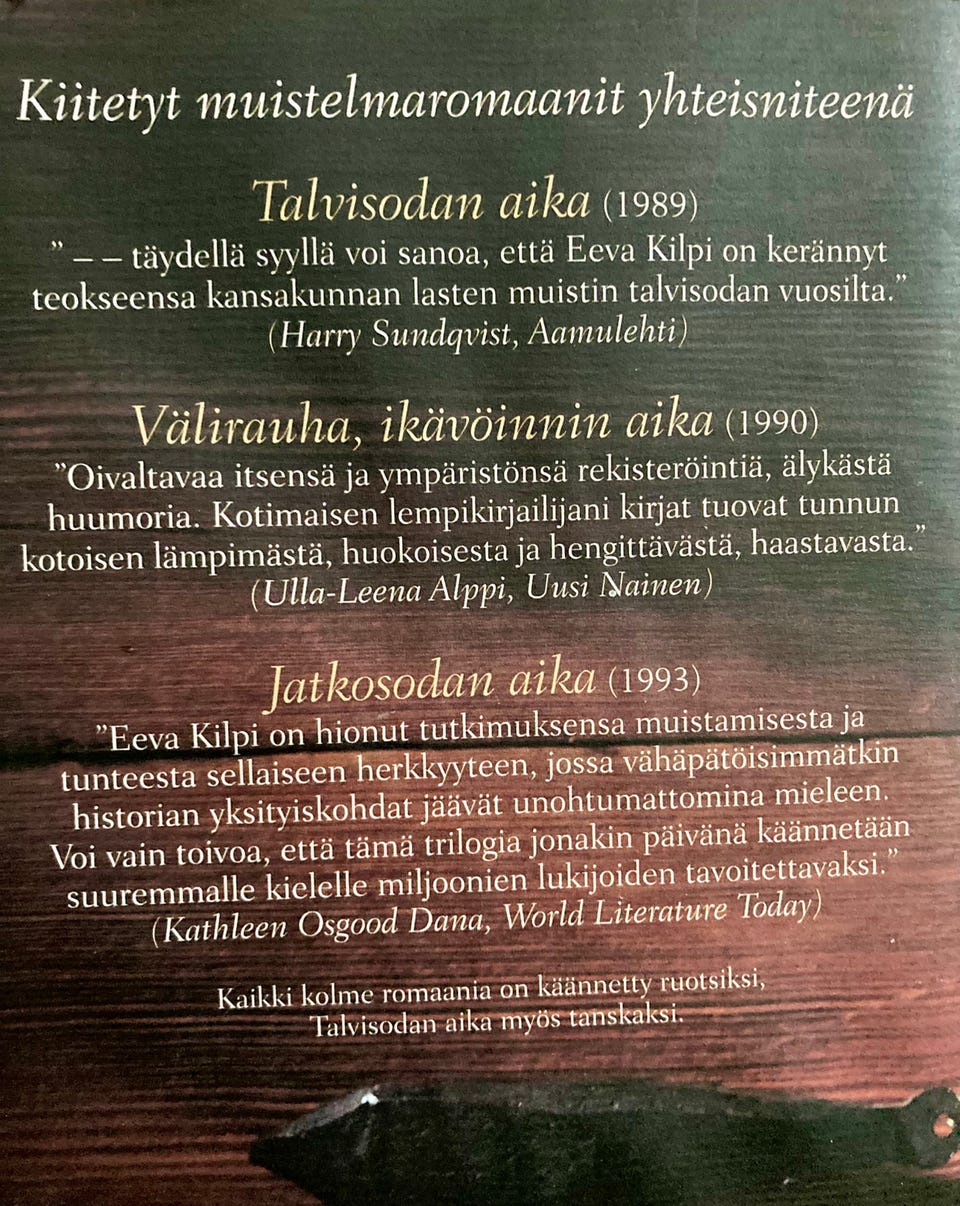 Kiitetyt muistelmaromaanit yhteisniteenä
Talvisodan aika (1989)
”– – täydellä syyllä voi sanoa, että Eeva Kilpi on kerännyt
teokseensa kansakunnan lasten muistin talvisodan vuosilta.”
(Harry Sundqvist, Aamulehti)
Välirauha, ikävöinnin aika (1990)
”Oivaltavaa itsensä ja ympäristönsä rekisteröintiä, älykästä
huumoria. Kotimaisen lempikirjailijani kirjat tuovat tunnun
kotoisen lämpimästä, huokoisesta ja hengittävästä, haastavasta.”
(Ulla-Leena Alppi, Uusi Nainen)
Jatkosodan aika (1993)
”Eeva Kilpi on hionut tutkimuksensa muistamisesta ja
tunteesta sellaiseen herkkyyteen, jossa vähäpätöisimmätkin
historian yksityiskohdat jäävät unohtumattomina mieleen.
Voi vain toivoa, että tämä trilogia jonakin päivänä käännetään
suuremmalle kielelle miljoonien lukijoiden tavoitettavaksi.”
(Kathleen Osgood Dana, World Literature Today)
Kaikki kolme romaania on käännetty ruotsiksi,
Talvisodan aika myös tanskaksi.